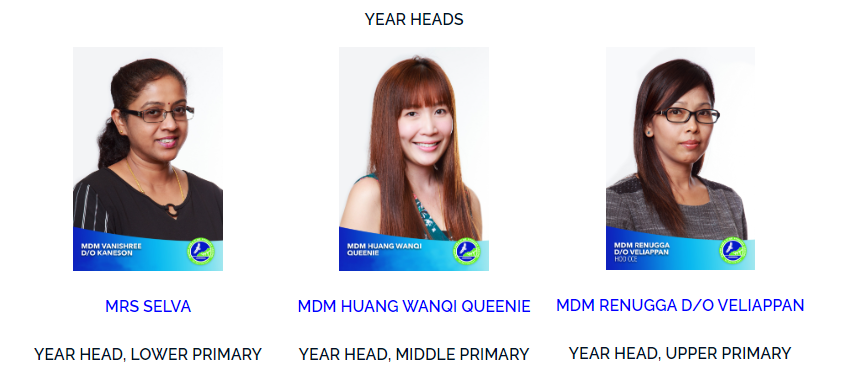 YEAR HEADS
MDM VANISHREE
D/O KANESON
MDM HUANG WANQI
QUEENIE
MDM RENUGGA
D/O VELIAPPAN
HOD CCE
MRS SELVA
MDM HUANG WANQI QUEENIE
MDM RENUGGA D/O VELIAPPAN
YEAR HEAD, LOWER PRIMARY
YEAR HEAD, MIDDLE PRIMARY
YEAR HEAD, UPPER PRIMARY